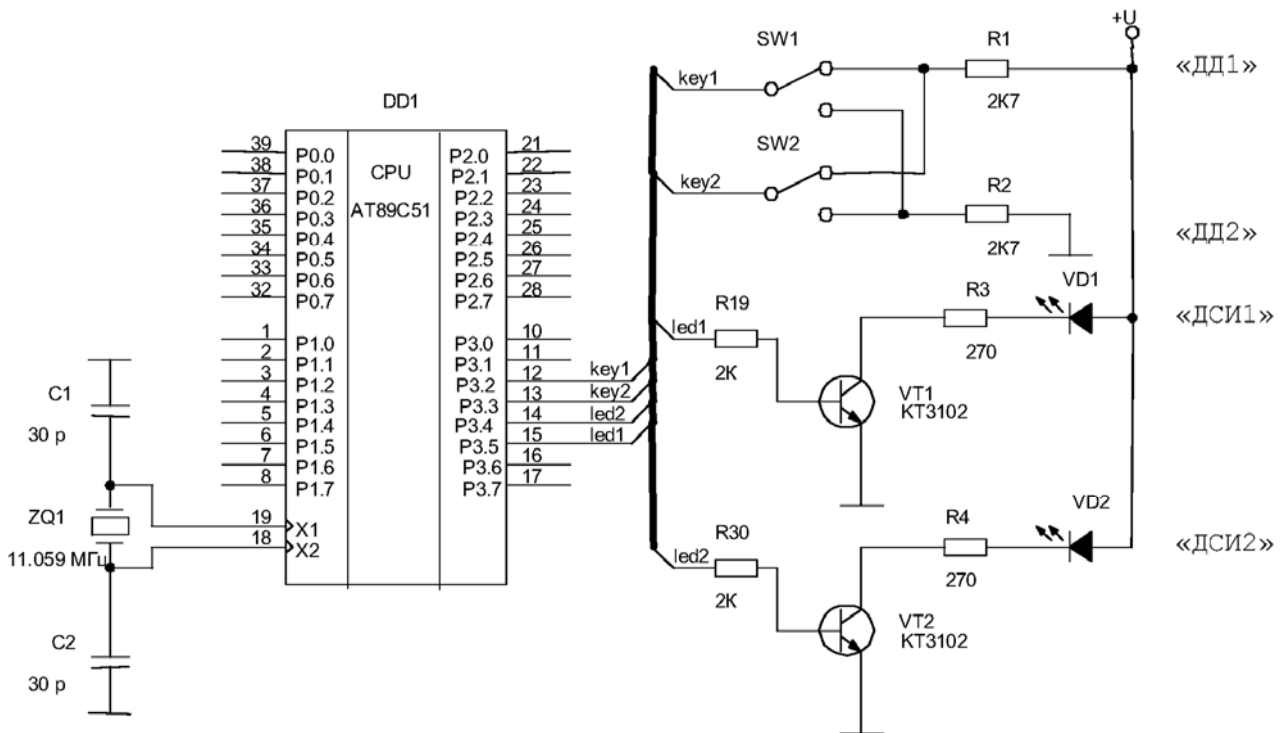 +U
SW1
R1
«ДД1»
key1
2К7
DD1
39
P0.0
38
P0.1
37
P0.2
36
P0.3
35
P0.4
34
P0.5
33
P0.6
32
P0.7
1
P1.0
2
P1.1
3
P1.2
4
P1.3
5
P1.4
6
P1.5
7
P1.6
8
P1.7
19
X1
18
X2
CPU
AT89C51
21
P2.0
22
P2.1
23
P2.2
24
P2.3
25
P2.4
26
P2.5
27
P2.6
28
P2.7
10
P3.0
11
P3.1
12
P3.2
13
P3.3
14
P3.4
15
P3.5
16
P3.6
17
P3.7
key1
key2
led2
led1
SW2
key2
R2
2К7
«ДД2»
VD1
R19
led1
2К
R3
270
«ДСИ1»
VT1
КТ3102
C1
30 p
ZQ1
11.059 МГц
C2
30 p
VD2
R30
led2
2К
R4
270
«ДСИ2»
VT2
КТ3102